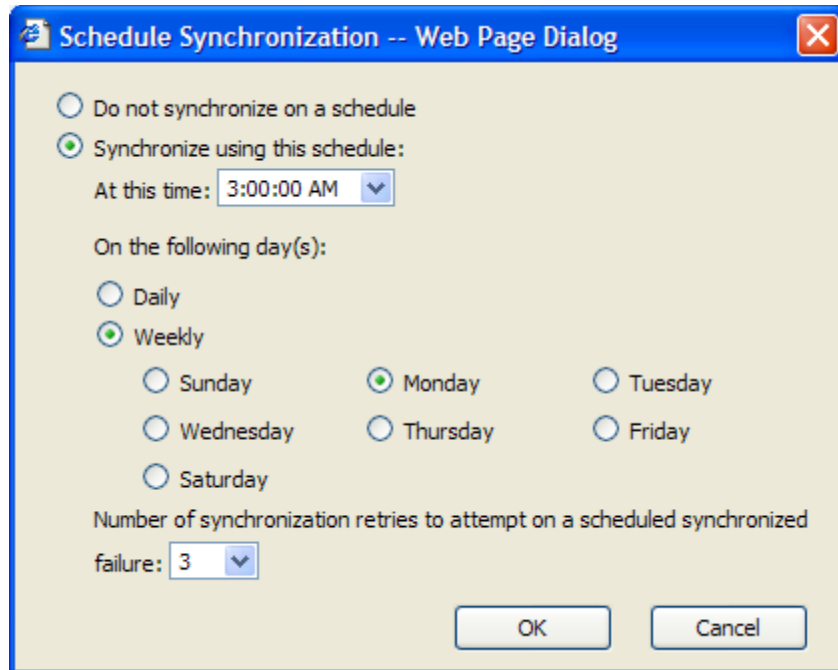 Schedule Synchronization -- Web Page Dialog
Do not synchronize on a schedule
Synchronize using this schedule:
At this time: 3:00:00 AM
On the following day(s):
Daily
Weekly
Sunday Monday Tuesday
Wednesday Thursday Friday
Saturday
Number of synchronization retries to attempt on a scheduled synchronized
failure: 3
OK Cancel